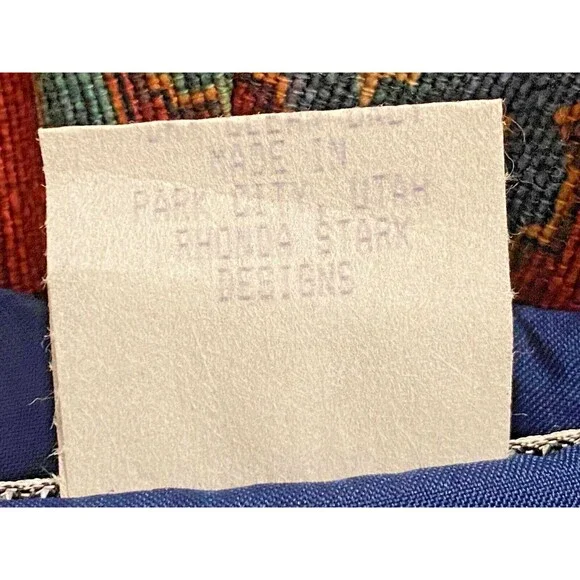 MADE IN
PARK CITY, UTAH
RHONDA STARK
DESIGNS